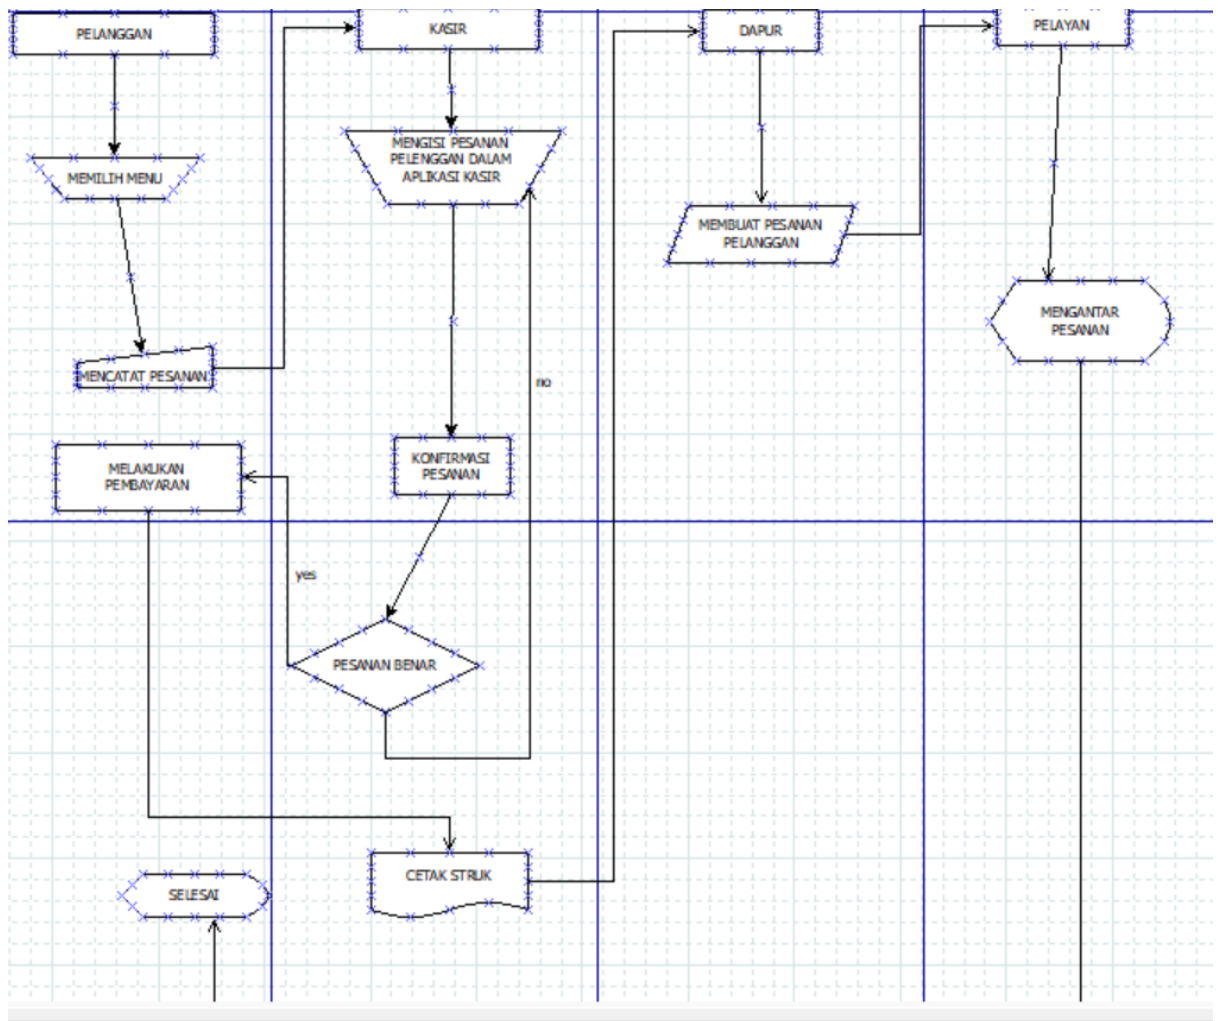 PELANGGAN
KASIR
DAPUR
PELAYAN
MEMILIH MENU
MENGISI PESANAN
PELENGGAN DALAM
APLIKASI KASIR
MEMBUAT PESANAN
PELANGGAN
MENGANTAR
PESANAN
MENCATAT PESANAN
no
MELAKUKAN
PEMBAYARAN
KONFIRMASI
PESANAN
yes
PESANAN BENAR
CETAK STRUK
SELESAI